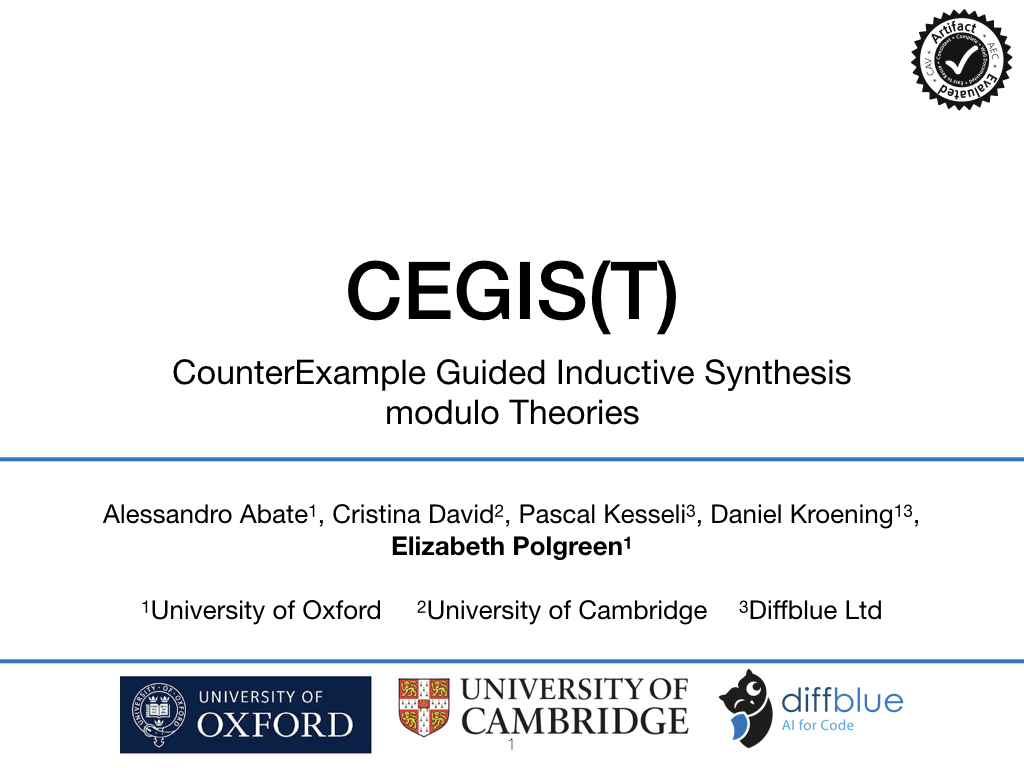 Artifact
CAV * AEC
Consistent * Complete * Well Documented * Easy to Reuse
Evaluated
CEGIS(T)
CounterExample Guided Inductive Synthesis
modulo Theories
Alessandro Abate¹, Cristina David², Pascal Kesseli³, Daniel Kroening¹³,
Elizabeth Polgreen¹
¹University of Oxford ²University of Cambridge ³Diffblue Ltd
UNIVERSITY OF
OXFORD
UNIVERSITY OF
CAMBRIDGE
diffblue
AI for Code
1